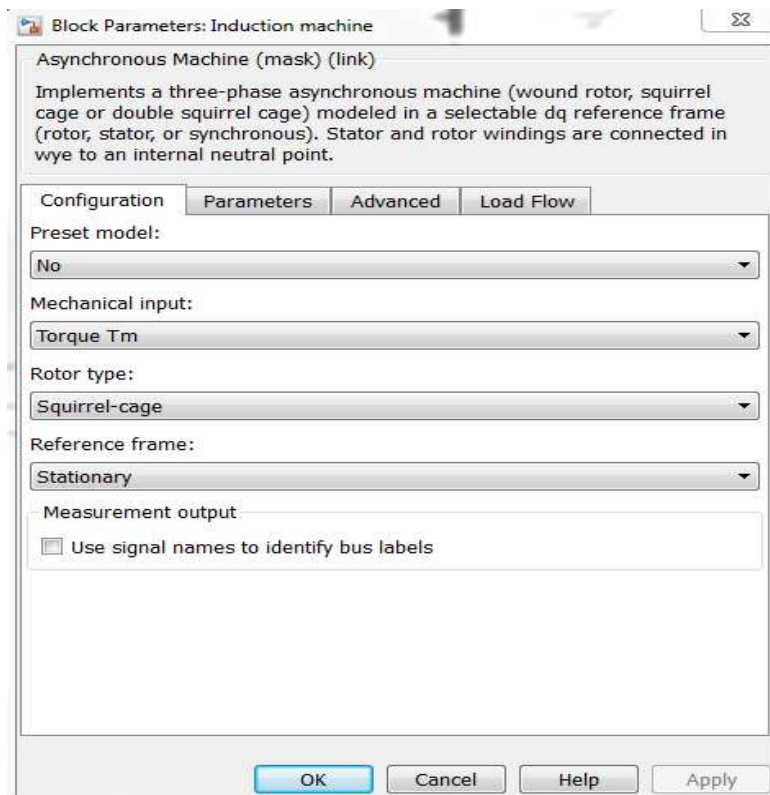 Block Parameters: Induction machine
Asynchronous Machine (mask) (link)
Implements a three-phase asynchronous machine (wound rotor, squirrel
cage or double squirrel cage) modeled in a selectable dq reference frame
(rotor, stator, or synchronous). Stator and rotor windings are connected in
wye to an internal neutral point.
Configuration Parameters Advanced Load Flow
Preset model:
No
Mechanical input:
Torque Tm
Rotor type:
Squirrel-cage
Reference frame:
Stationary
Measurement output
Use signal names to identify bus labels
OK Cancel Help Apply